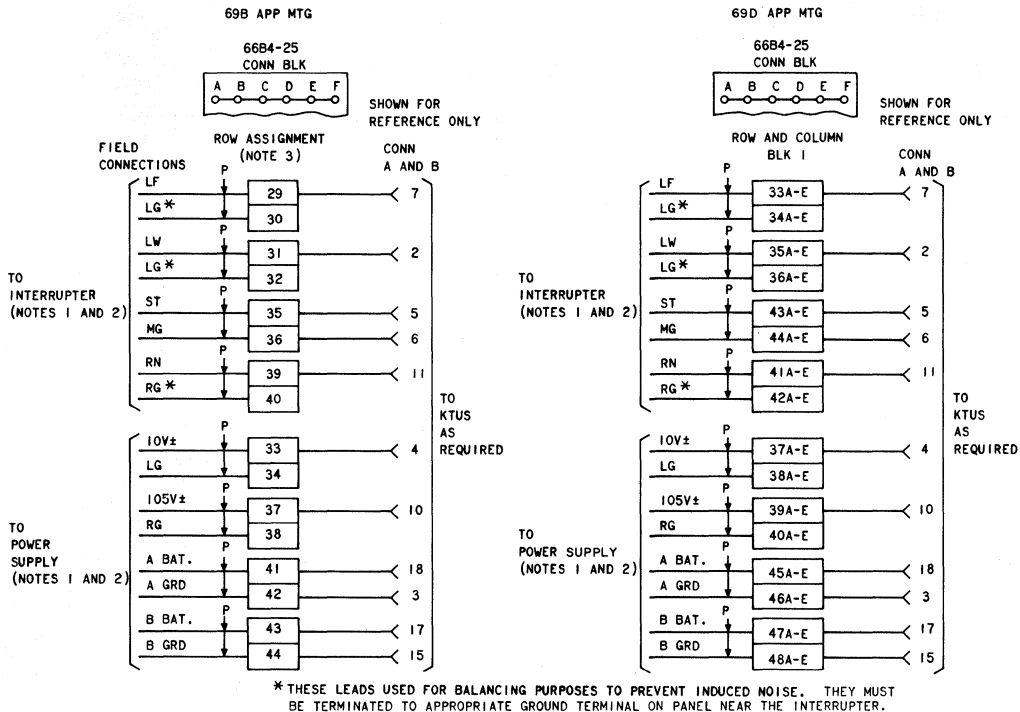 69B APP MTG
66B4-25
CONN BLK
A B C D E F
SHOWN FOR
REFERENCE ONLY
FIELD
CONNECTIONS
ROW ASSIGNMENT
(NOTE 3)
CONN
A AND B
P
LF 29 7
LG* 30
P
LW 31 2
LG* 32
TO
INTERRUPTER
(NOTES 1 AND 2)
P
ST 35 5
MG 36 6
P
RN 39 11
RG* 40
TO
KTUS
AS
REQUIRED
P
10V± 33 4
LG 34
P
105V± 37 10
RG 38
TO
POWER
SUPPLY
(NOTES 1 AND 2)
P
A BAT. 41 18
A GRD 42 3
P
B BAT. 43 17
B GRD 44 15
69D APP MTG
66B4-25
CONN BLK
A B C D E F
SHOWN FOR
REFERENCE ONLY
ROW AND COLUMN
BLK 1
CONN
A AND B
P
LF 33A-E 7
LG* 34A-E
P
LW 35A-E 2
LG* 36A-E
TO
INTERRUPTER
(NOTES 1 AND 2)
P
ST 43A-E 5
MG 44A-E 6
P
RN 41A-E 11
RG* 42A-E
TO
KTUS
AS
REQUIRED
P
10V± 37A-E 4
LG 38A-E
P
105V± 39A-E 10
RG 40A-E
TO
POWER SUPPLY
(NOTES 1 AND 2)
P
A BAT. 45A-E 18
A GRD 46A-E 3
P
B BAT. 47A-E 17
B GRD 48A-E 15
* THESE LEADS USED FOR BALANCING PURPOSES TO PREVENT INDUCED NOISE. THEY MUST
BE TERMINATED TO APPROPRIATE GROUND TERMINAL ON PANEL NEAR THE INTERRUPTER.